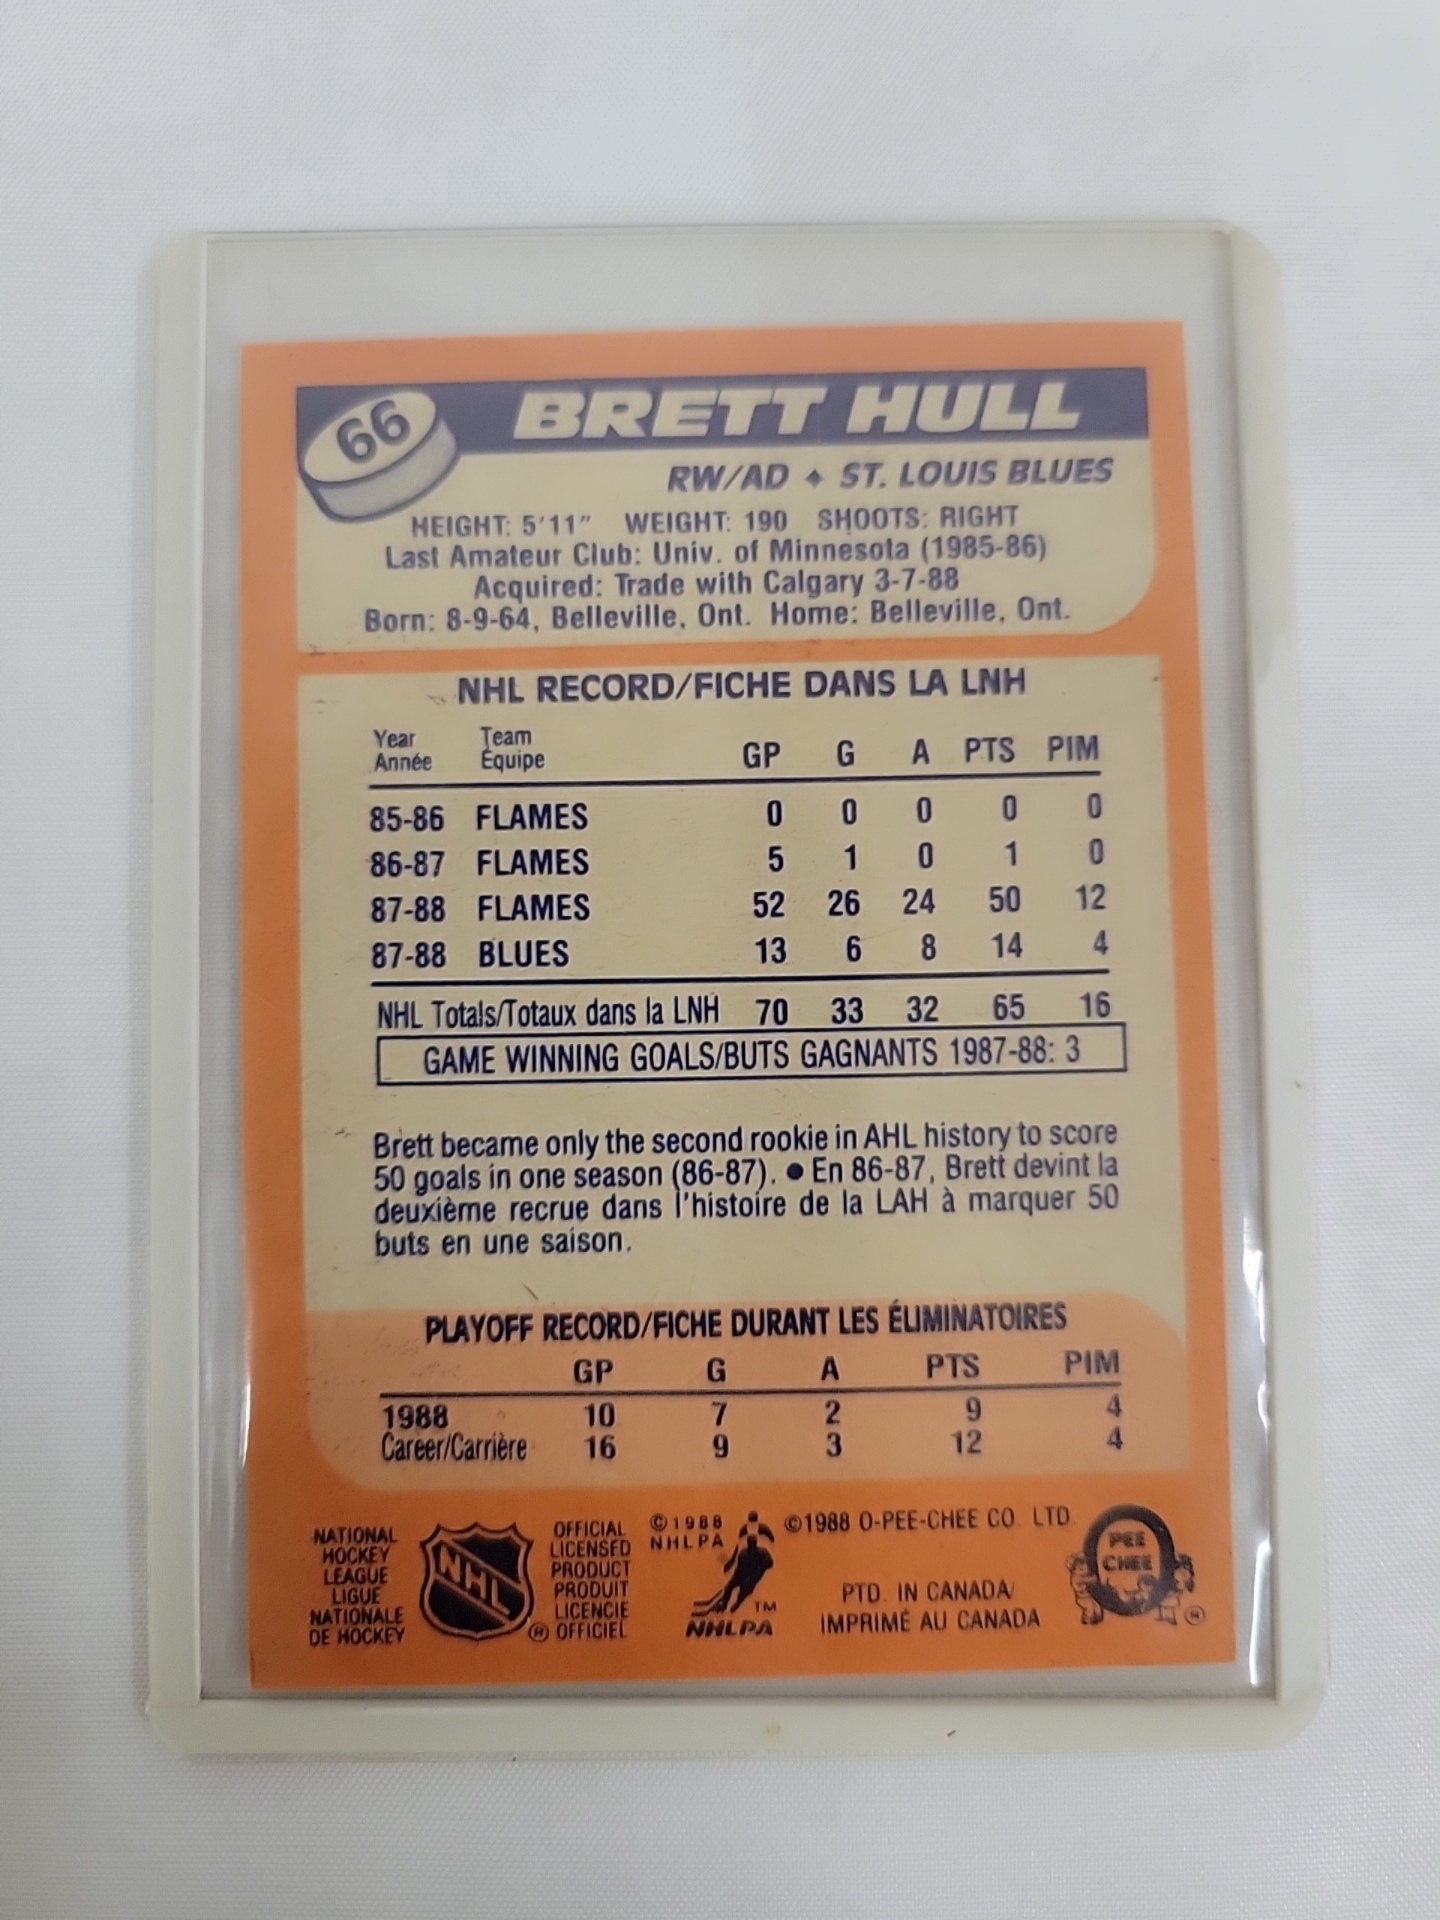 66
BRETT HULL
RW/AD ♦ ST. LOUIS BLUES
HEIGHT: 5'11" WEIGHT: 190 SHOOTS: RIGHT
Last Amateur Club: Univ. of Minnesota (1985-86)
Acquired: Trade with Calgary 3-7-88
Born: 8-9-64, Belleville, Ont. Home: Belleville, Ont.
NHL RECORD/FICHE DANS LA LNH
Year Team
Année Équipe GP G A PTS PIM
85-86 FLAMES 0 0 0 0 0
86-87 FLAMES 5 1 0 1 0
87-88 FLAMES 52 26 24 50 12
87-88 BLUES 13 6 8 14 4
NHL Totals/Totaux dans la LNH 70 33 32 65 16
GAME WINNING GOALS/BUTS GAGNANTS 1987-88: 3
Brett became only the second rookie in AHL history to score
50 goals in one season (86-87). ● En 86-87, Brett devint la
deuxième recrue dans l'histoire de la LAH à marquer 50
buts en une saison.
PLAYOFF RECORD/FICHE DURANT LES ÉLIMINATOIRES
GP G A PTS PIM
1988 10 7 2 9 4
Career/Carrière 16 9 3 12 4
NATIONAL
HOCKEY
LEAGUE
LIGUE
NATIONALE
DE HOCKEY
NHL
®
OFFICIAL
LICENSED
PRODUCT
PRODUIT
LICENCIE
OFFICIEL
©1988
NHLPA
TM
NHLPA
©1988 O-PEE-CHEE CO. LTD.
PTD. IN CANADA/
IMPRIMÉ AU CANADA
O
PEE
CHEE
®